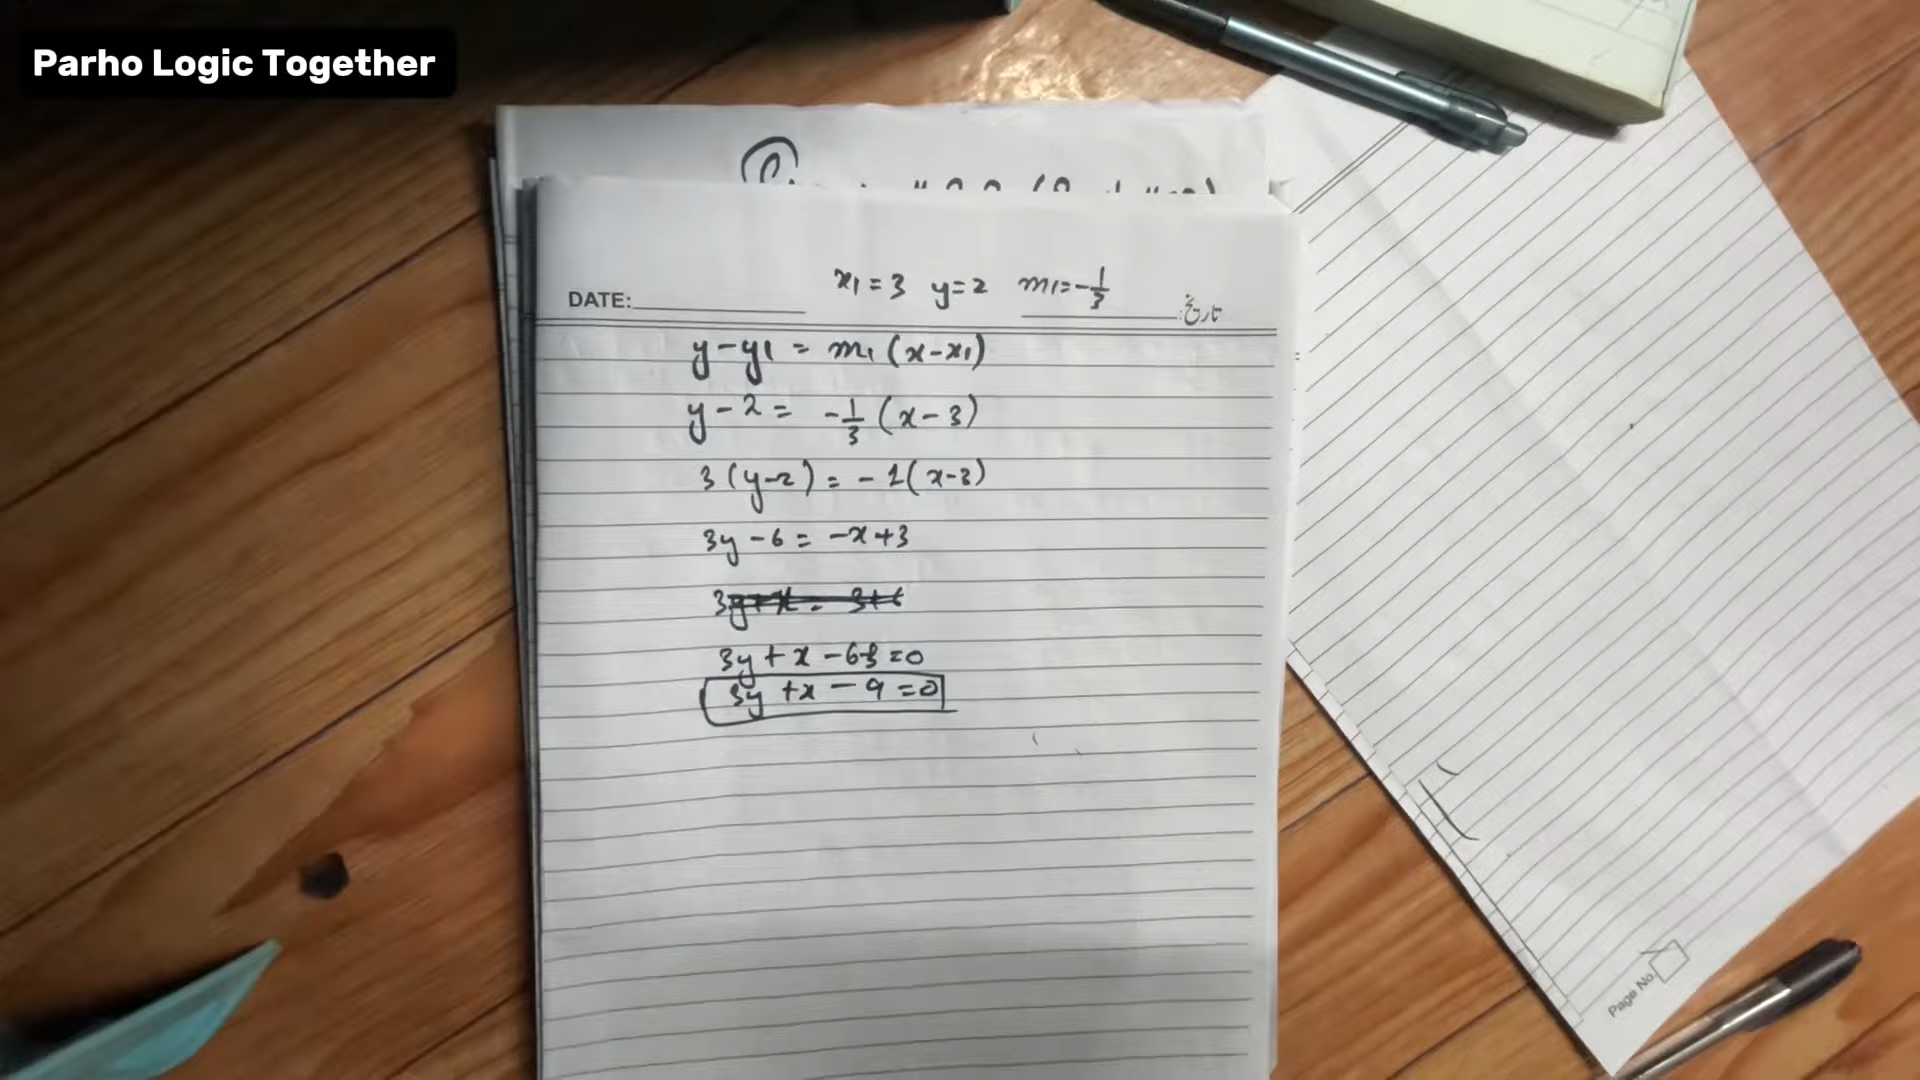 Parho Logic Together
x₁ = 3 y = 2 m₁ = -1/3
DATE: تاریخ:
y - y₁ = m₁ (x - x₁)
y - 2 = -1/3 (x - 3)
3 (y - 2) = - 1 (x - 3)
3y - 6 = -x + 3
3y + x - 6-3 = 0
3y + x - 9 = 0
Page No.